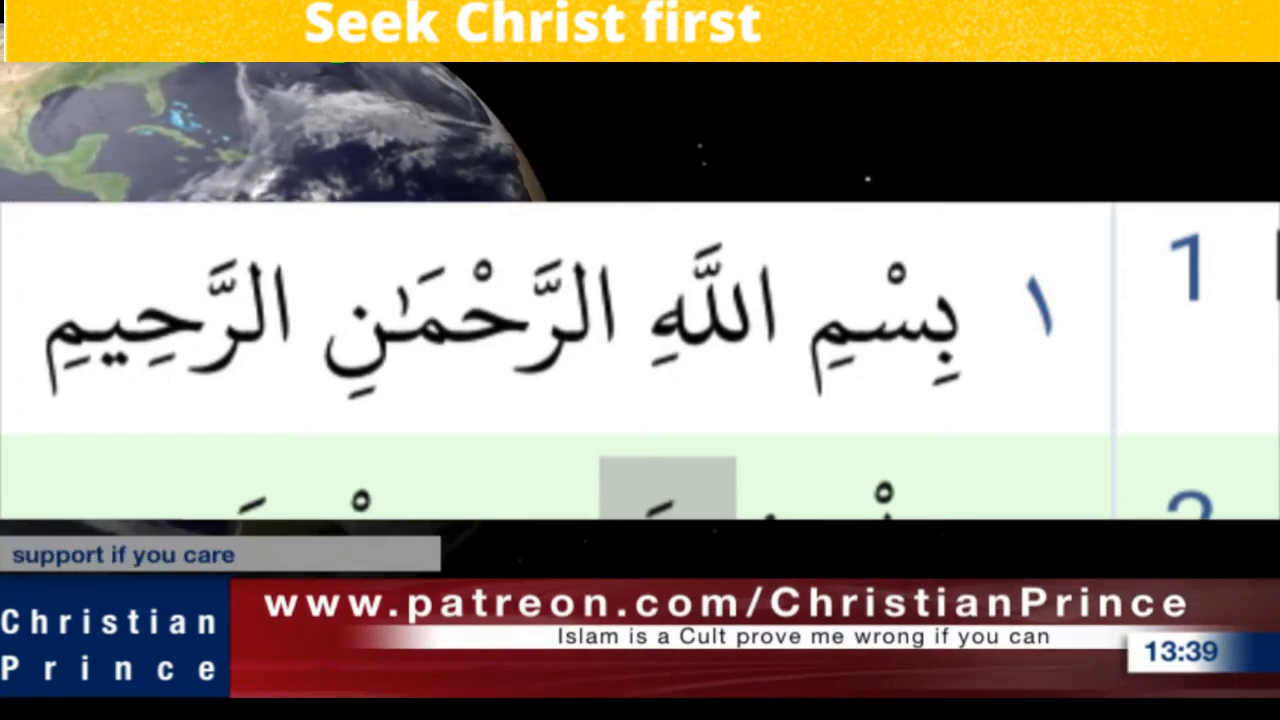 Seek Christ first
١ بِسْمِ اللَّهِ الرَّحْمَٰنِ الرَّحِيمِ
1
2
support if you care
Christian
Prince
www.patreon.com/ChristianPrince
Islam is a Cult prove me wrong if you can
13:39